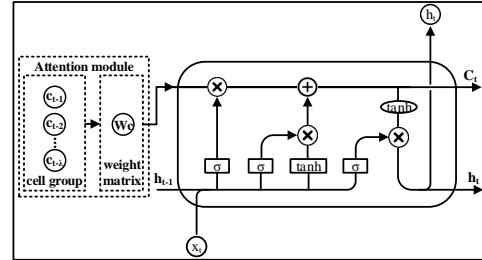 h_t
Attention module
c_{t-1}
c_{t-2}
c_{t-λ}
cell group
Wc
weight
matrix
C_t
tanh
σ
σ
tanh
σ
h_{t-1}
h_t
x_t